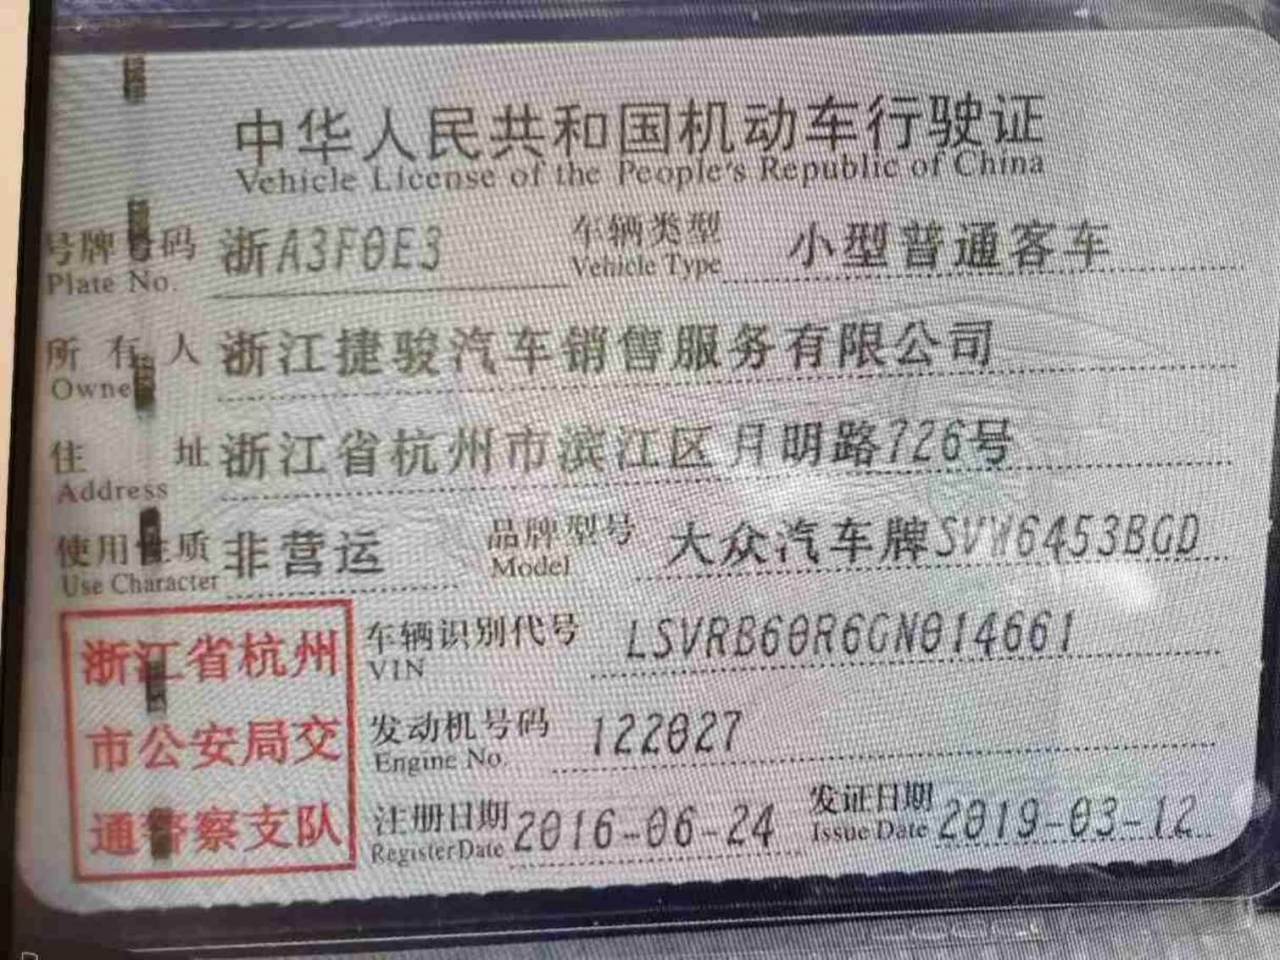 中华人民共和国机动车行驶证
Vehicle License of the People's Republic of China
号牌号码 浙A3F0E3 车辆类型 小型普通客车
Plate No. Vehicle Type
所有人 浙江捷骏汽车销售服务有限公司
Owner
住址 浙江省杭州市滨江区月明路726号
Address
使用性质 非营运 品牌型号 大众汽车牌SVW6453BGD
Use Character Model
浙江省杭州
市公安局交
通警察支队
车辆识别代号 LSVRB60R6GN014661
VIN
发动机号码 122027
Engine No.
注册日期 2016-06-24 发证日期 2019-03-12
Register Date Issue Date